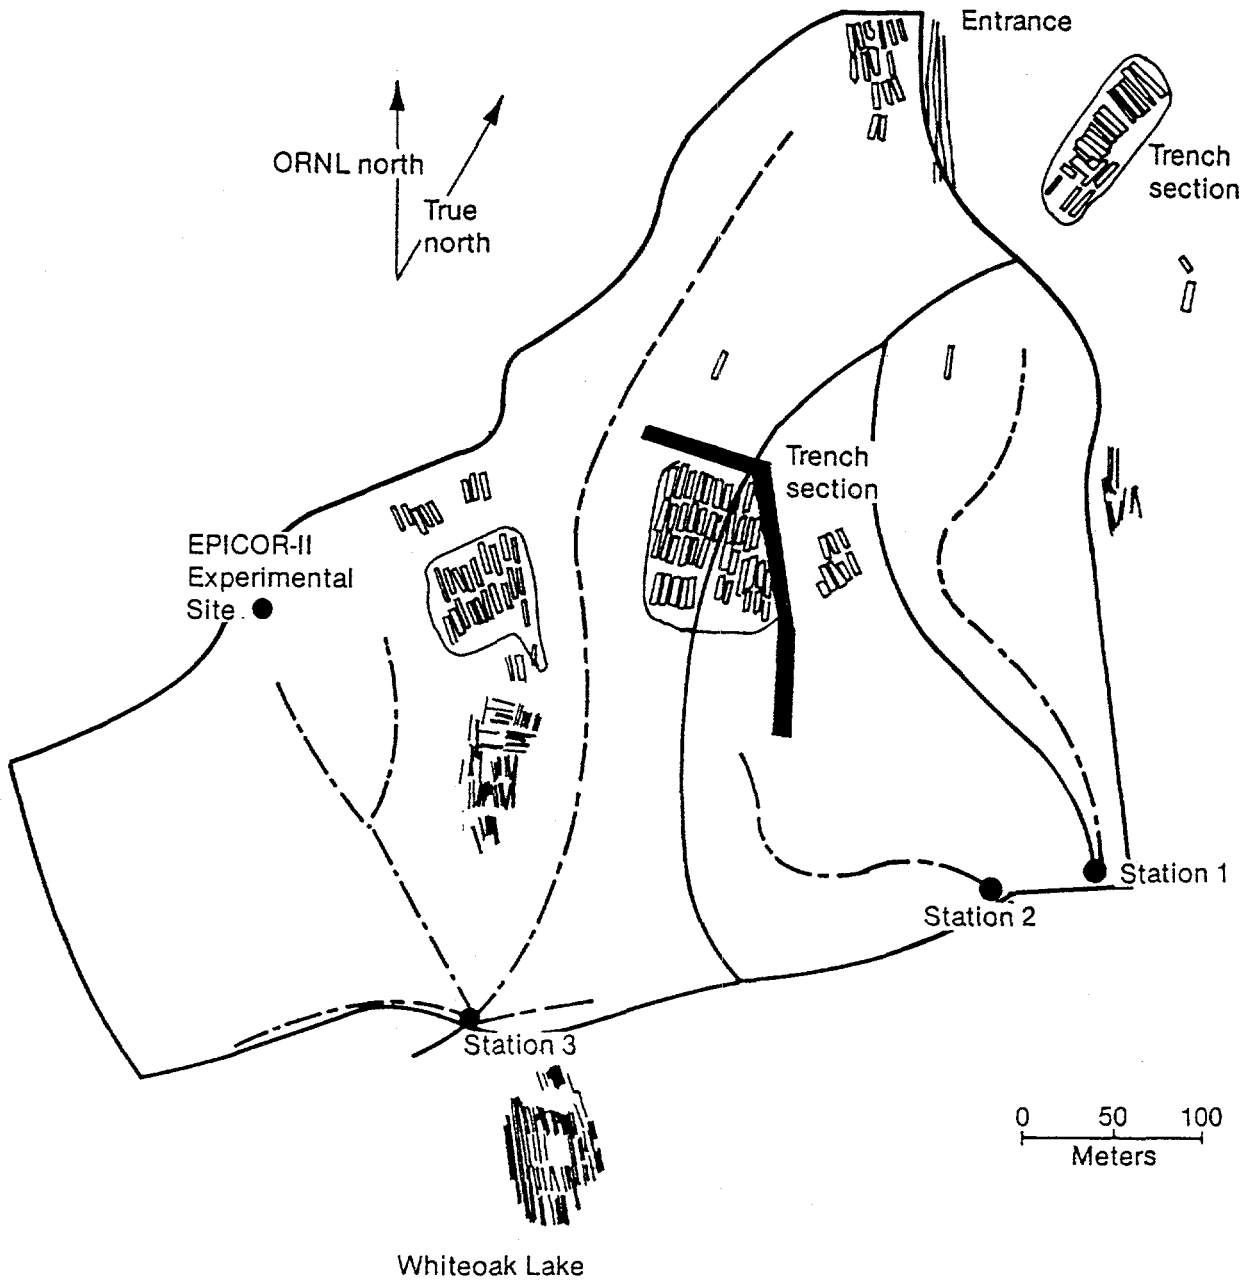 Entrance
ORNL north
True
north
Trench
section
Trench
section
EPICOR-II
Experimental
Site
Station 1
Station 2
Station 3
0 50 100
Meters
Whiteoak Lake